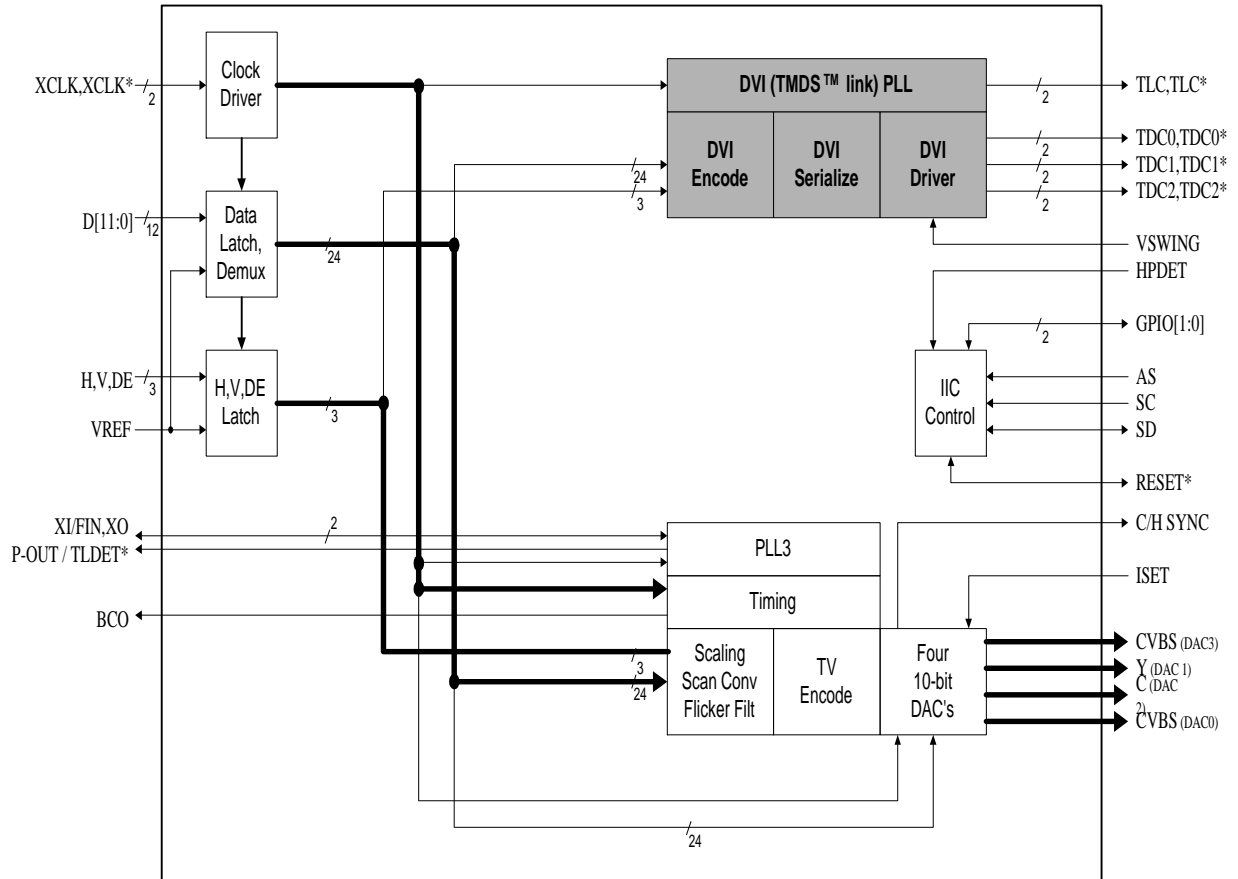 XCLK,XCLK*
2
Clock
Driver
DVI (TMDS™ link) PLL
2
TLC,TLC*
DVI
Encode
DVI
Serialize
DVI
Driver
2
TDC0,TDC0*
2
TDC1,TDC1*
2
TDC2,TDC2*
24
3
D[11:0]
12
Data
Latch,
Demux
24
VSWING
HPDET
2
GPIO[1:0]
H,V,DE
3
H,V,DE
Latch
3
VREF
IIC
Control
AS
SC
SD
RESET*
XI/FIN,XO
2
P-OUT / TLDET*
PLL3
C/H SYNC
Timing
ISET
BCO
3
24
Scaling
Scan Conv
Flicker Filt
TV
Encode
Four
10-bit
DAC's
CVBS (DAC3)
Y (DAC 1)
C (DAC
2)
CVBS (DAC0)
24